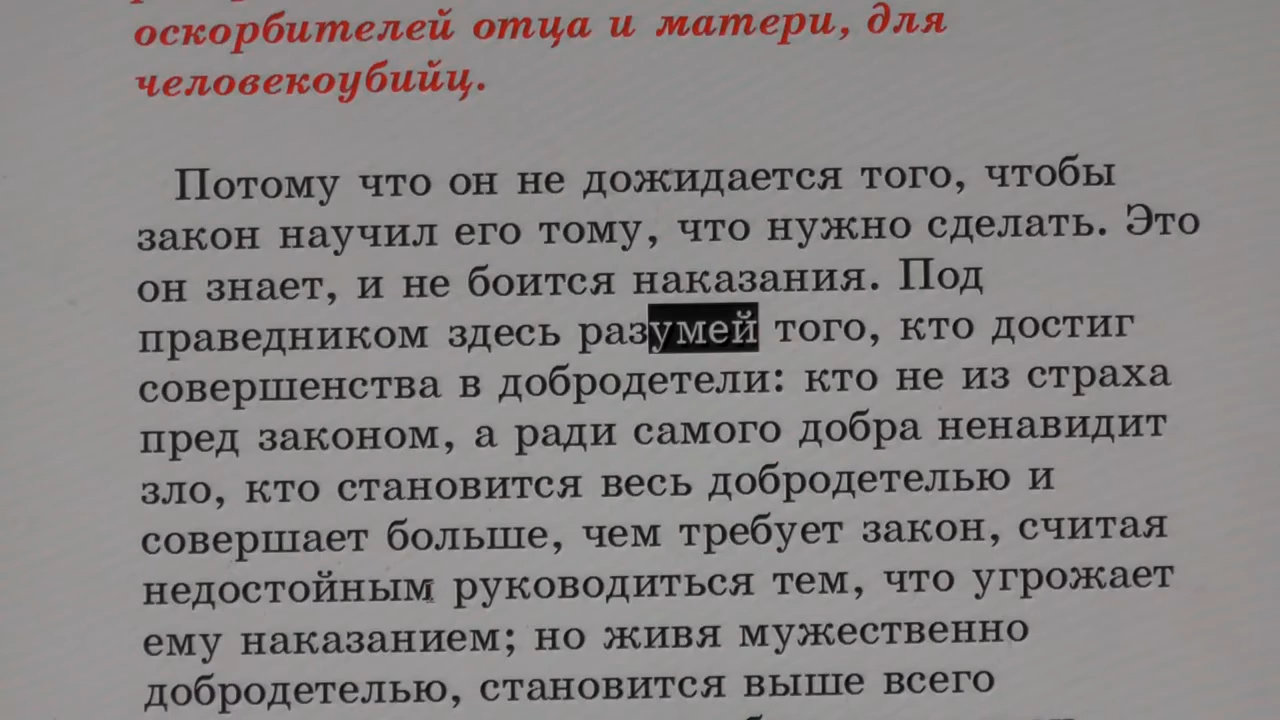 оскорбителей отца и матери, для
человекоубийц.
Потому что он не дожидается того, чтобы
закон научил его тому, что нужно сделать. Это
он знает, и не боится наказания. Под
праведником здесь разумей того, кто достиг
совершенства в добродетели: кто не из страха
пред законом, а ради самого добра ненавидит
зло, кто становится весь добродетелью и
совершает больше, чем требует закон, считая
недостойным руководиться тем, что угрожает
ему наказанием; но живя мужественно
добродетелью, становится выше всего